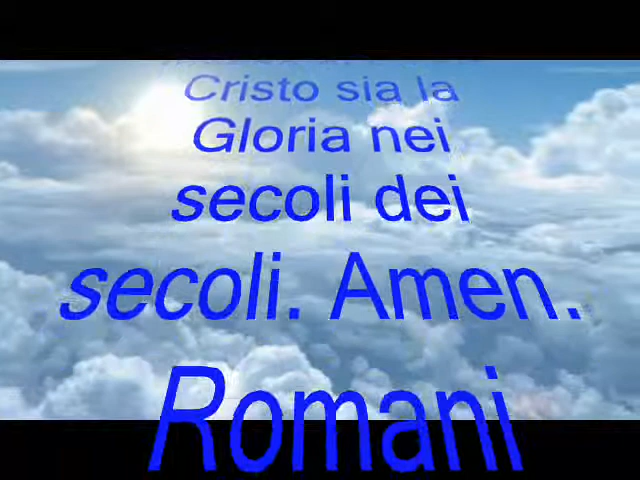 Cristo sia la
Gloria nei
secoli dei
secoli. Amen.
Romani